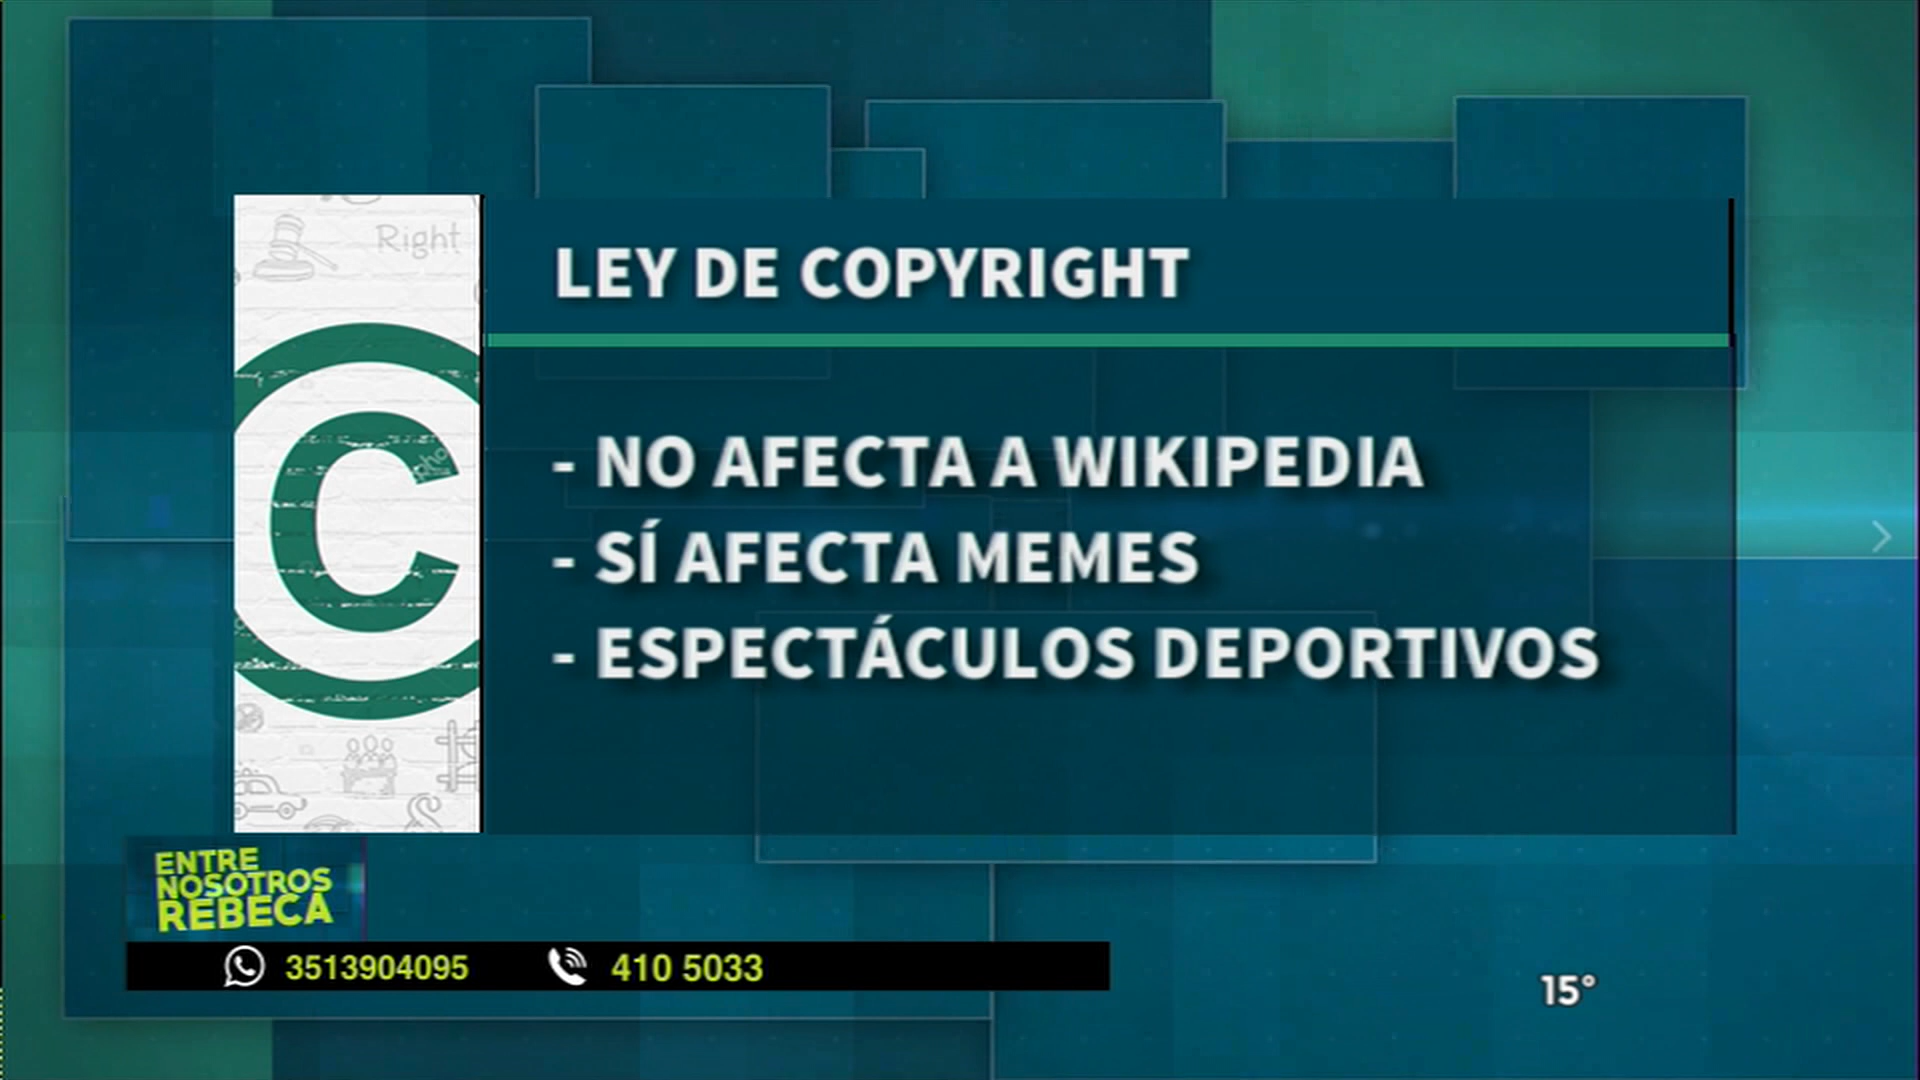 Right
LEY DE COPYRIGHT
- NO AFECTA A WIKIPEDIA
- SÍ AFECTA MEMES
- ESPECTÁCULOS DEPORTIVOS
ENTRE
NOSOTROS
REBECA
3513904095
410 5033
15°